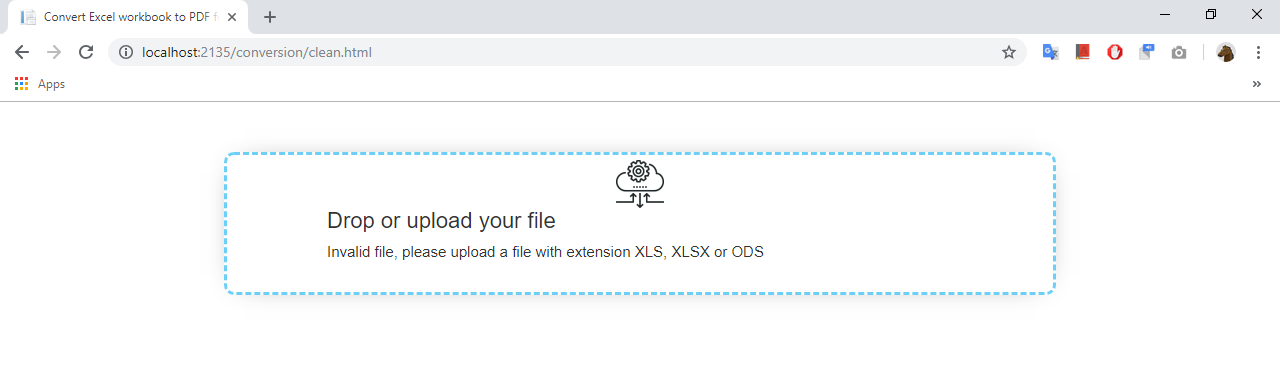 Convert Excel workbook to PDF f
localhost:2135/conversion/clean.html
Apps
Drop or upload your file
Invalid file, please upload a file with extension XLS, XLSX or ODS